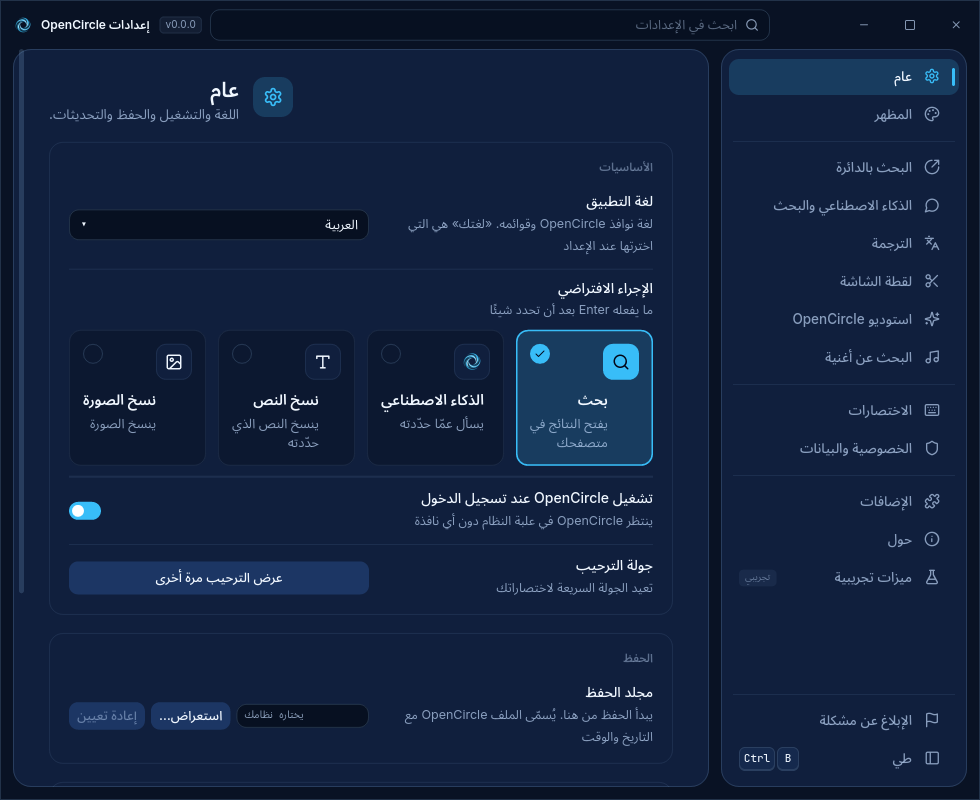 إعدادات OpenCircle
v0.0.0
ابحث في الإعدادات
عام
المظهر
البحث بالدائرة
الذكاء الاصطناعي والبحث
الترجمة
لقطة الشاشة
استوديو OpenCircle
البحث عن أغنية
الاختصارات
الخصوصية والبيانات
الإضافات
حول
ميزات تجريبية
تجريبي
الإبلاغ عن مشكلة
طي
Ctrl B
عام
اللغة والتشغيل والحفظ والتحديثات.
الأساسيات
لغة التطبيق
لغة نوافذ OpenCircle وقوائمه. «لغتك» هي التي
اخترتها عند الإعداد
العربية
الإجراء الافتراضي
ما يفعله Enter بعد أن تحدد شيئًا
بحث
يفتح النتائج في
متصفحك
الذكاء الاصطناعي
يسأل عمّا حدّدته
نسخ النص
ينسخ النص الذي
حدّدته
نسخ الصورة
ينسخ الصورة
تشغيل OpenCircle عند تسجيل الدخول
ينتظر OpenCircle في علبة النظام دون أي نافذة
جولة الترحيب
تعيد الجولة السريعة لاختصاراتك
عرض الترحيب مرة أخرى
الحفظ
مجلد الحفظ
يبدأ الحفظ من هنا. يُسمّى الملف OpenCircle مع
التاريخ والوقت
يختاره نظامك
استعراض...
إعادة تعيين